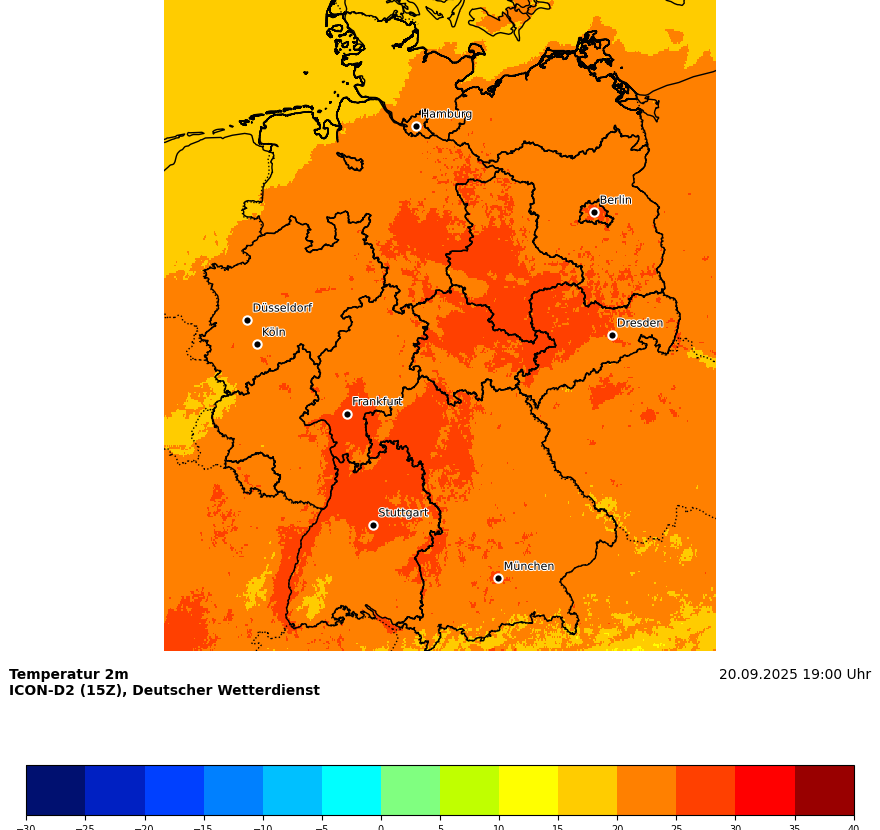 Hamburg
Berlin
Düsseldorf
Köln
Dresden
Frankfurt
Stuttgart
München
Temperatur 2m
20.09.2025 19:00 Uhr
ICON-D2 (15Z), Deutscher Wetterdienst
−30 −25 −20 −15 −10 −5 0 5 10 15 20 25 30 35 40